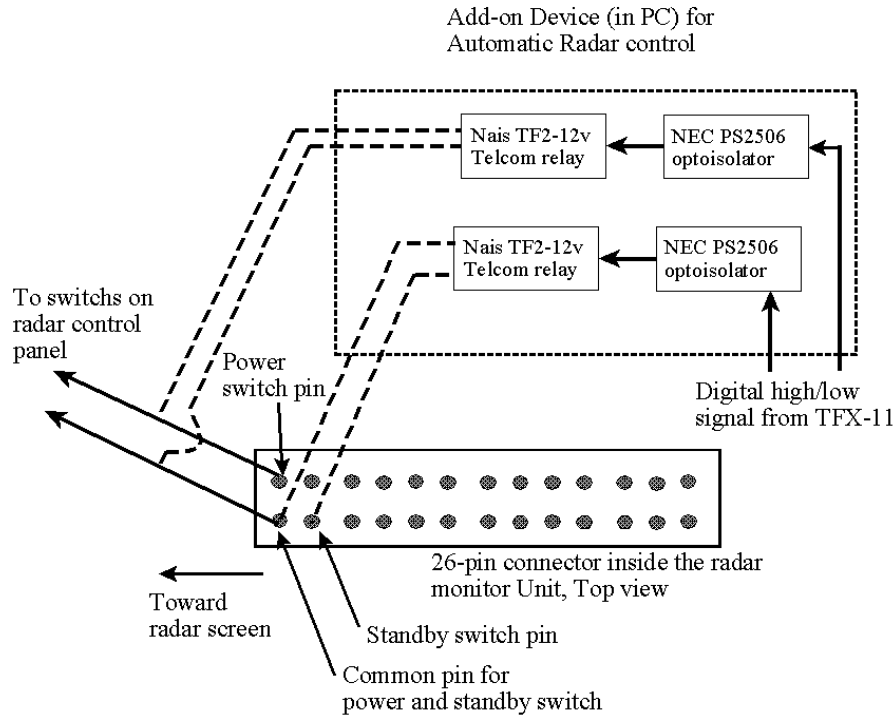 Add-on Device (in PC) for
Automatic Radar control
Nais TF2-12v
Telcom relay
NEC PS2506
optoisolator
Nais TF2-12v
Telcom relay
NEC PS2506
optoisolator
To switchs on
radar control
panel
Power
switch pin
Digital high/low
signal from TFX-11
26-pin connector inside the radar
monitor Unit, Top view
Toward
radar screen
Standby switch pin
Common pin for
power and standby switch